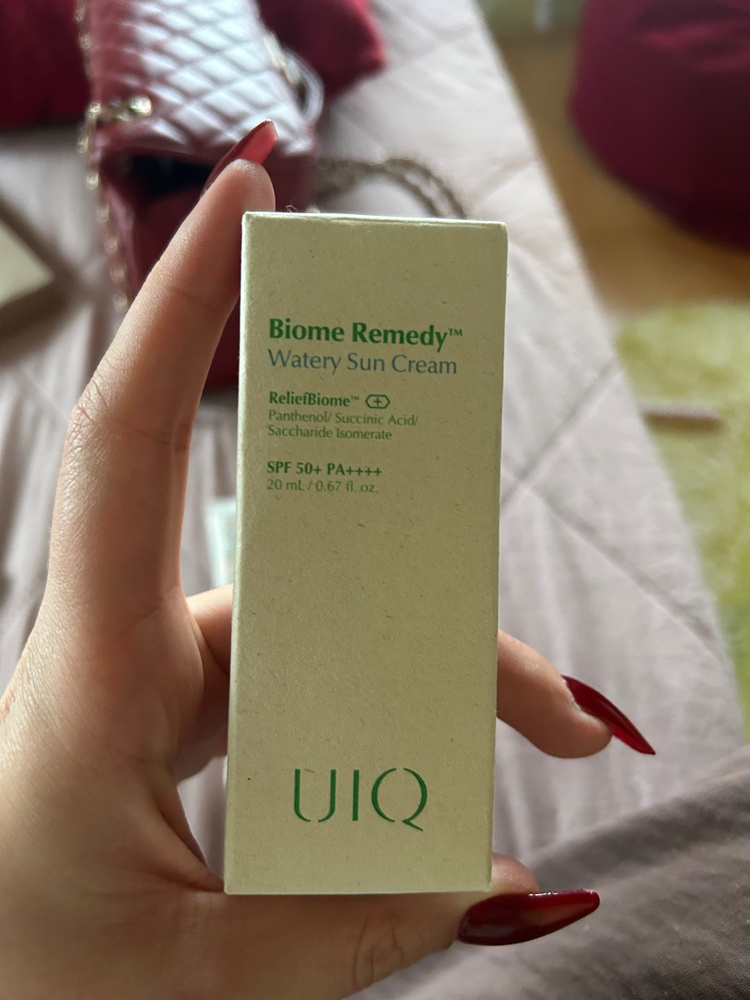 Biome Remedy™
Watery Sun Cream
ReliefBiome™
Panthenol/ Succinic Acid/
Saccharide Isomerate
SPF 50+ PA++++
20 mL / 0.67 fl. oz.
UIQ